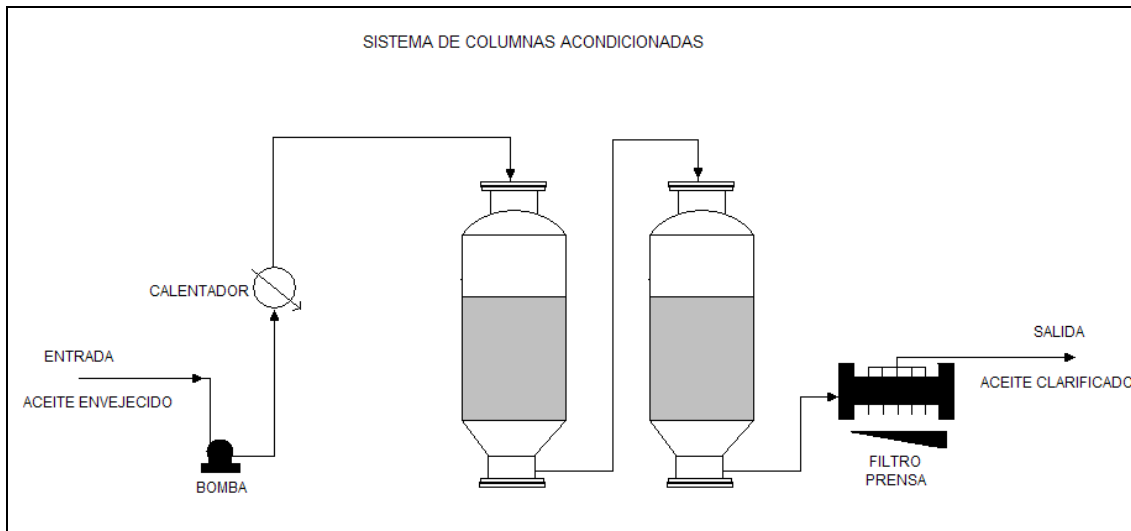 SISTEMA DE COLUMNAS ACONDICIONADAS
CALENTADOR
ENTRADA
ACEITE ENVEJECIDO
BOMBA
SALIDA
ACEITE CLARIFICADO
FILTRO
PRENSA